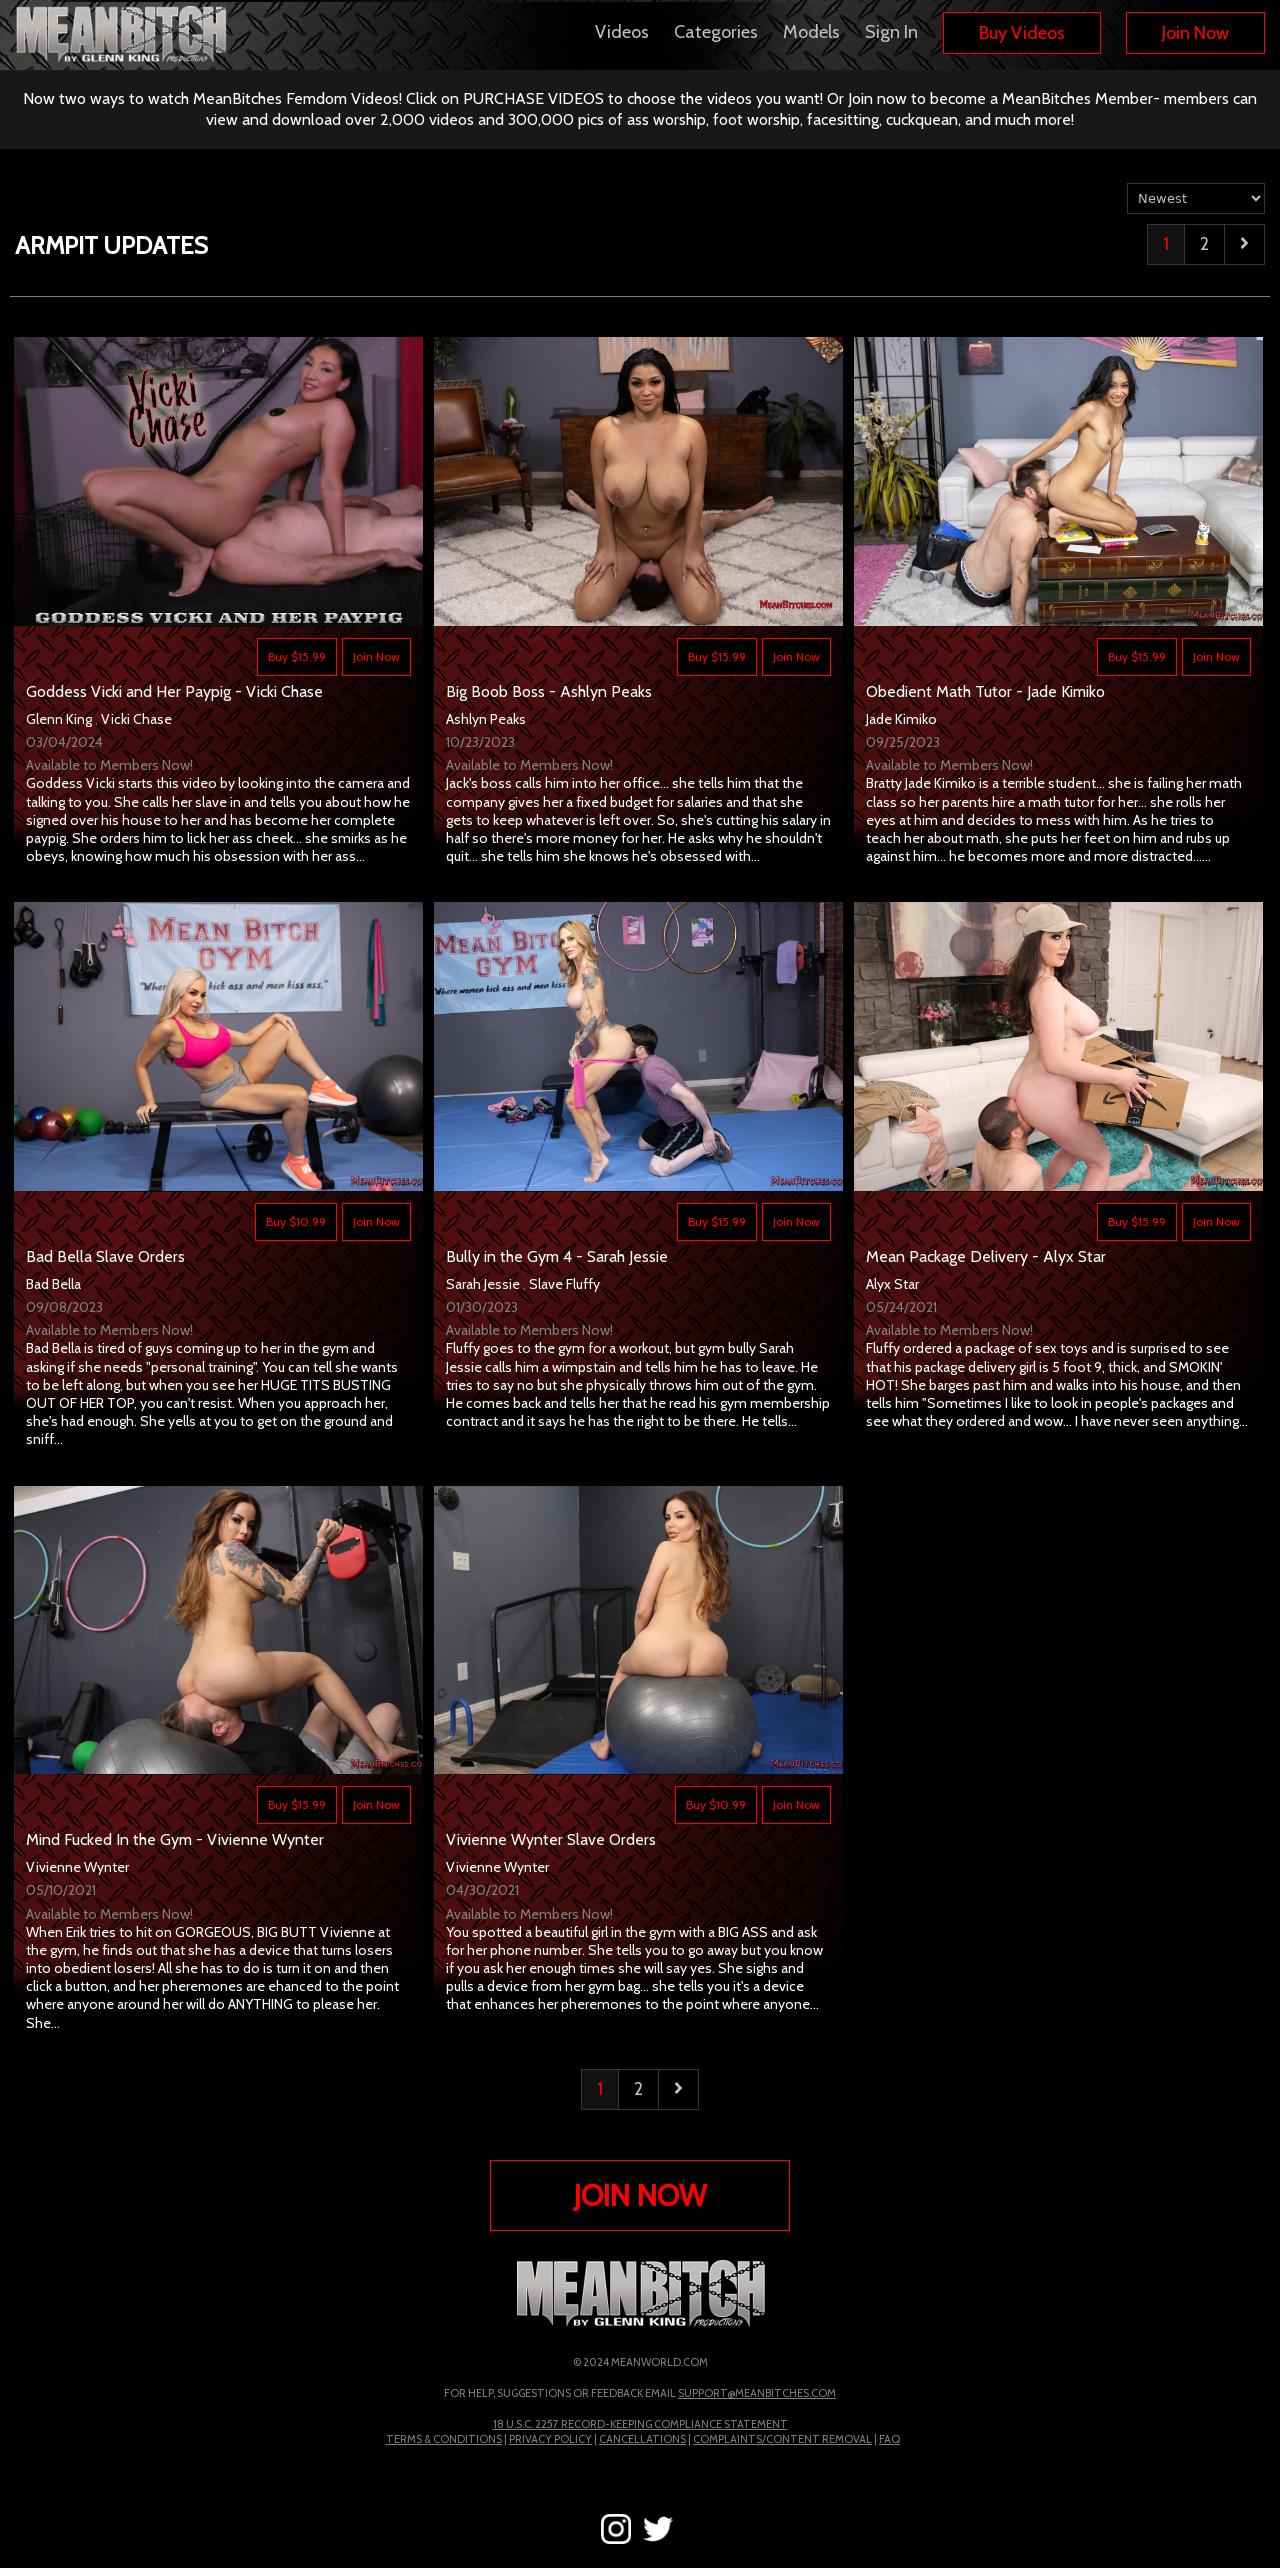 MEANBITCH
BY GLENN KING PRODUCTIONS
Videos Categories Models Sign In Buy Videos Join Now
Now two ways to watch MeanBitches Femdom Videos! Click on PURCHASE VIDEOS to choose the videos you want! Or Join now to become a MeanBitches Member- members can
view and download over 2,000 videos and 300,000 pics of ass worship, foot worship, facesitting, cuckquean, and much more!
Newest
ARMPIT UPDATES
1 2
Vicki
Chase
GODDESS VICKI AND HER PAYPIG
Buy $15.99 Join Now
Goddess Vicki and Her Paypig - Vicki Chase
Glenn King , Vicki Chase
03/04/2024
Available to Members Now!
Goddess Vicki starts this video by looking into the camera and
talking to you. She calls her slave in and tells you about how he
signed over his house to her and has become her complete
paypig. She orders him to lick her ass cheek... she smirks as he
obeys, knowing how much his obsession with her ass...
MEANBITCHES.COM
Buy $15.99 Join Now
Big Boob Boss - Ashlyn Peaks
Ashlyn Peaks
10/23/2023
Available to Members Now!
Jack's boss calls him into her office... she tells him that the
company gives her a fixed budget for salaries and that she
gets to keep whatever is left over. So, she's cutting his salary in
half so there's more money for her. He asks why he shouldn't
quit... she tells him she knows he's obsessed with...
MEANBITCHES.CO
Buy $15.99 Join Now
Obedient Math Tutor - Jade Kimiko
Jade Kimiko
09/25/2023
Available to Members Now!
Bratty Jade Kimiko is a terrible student... she is failing her math
class so her parents hire a math tutor for her... she rolls her
eyes at him and decides to mess with him. As he tries to
teach her about math, she puts her feet on him and rubs up
against him... he becomes more and more distracted......
MEAN BITCH
GYM
"Where women kick ass and men kiss ass."
MEANBITCHES.CO
Buy $10.99 Join Now
Bad Bella Slave Orders
Bad Bella
09/08/2023
Available to Members Now!
Bad Bella is tired of guys coming up to her in the gym and
asking if she needs "personal training". You can tell she wants
to be left along, but when you see her HUGE TITS BUSTING
OUT OF HER TOP, you can't resist. When you approach her,
she's had enough. She yells at you to get on the ground and
sniff...
MEAN BITCH
GYM
"Where women kick ass and men kiss
MEANBITCHES.CO
Buy $15.99 Join Now
Bully in the Gym 4 - Sarah Jessie
Sarah Jessie , Slave Fluffy
01/30/2023
Available to Members Now!
Fluffy goes to the gym for a workout, but gym bully Sarah
Jessie calls him a wimpstain and tells him he has to leave. He
tries to say no but she physically throws him out of the gym.
He comes back and tells her that he read his gym membership
contract and it says he has the right to be there. He tells...
MEANBITCHES.CO
Buy $15.99 Join Now
Mean Package Delivery - Alyx Star
Alyx Star
05/24/2021
Available to Members Now!
Fluffy ordered a package of sex toys and is surprised to see
that his package delivery girl is 5 foot 9, thick, and SMOKIN'
HOT! She barges past him and walks into his house, and then
tells him "Sometimes I like to look in people's packages and
see what they ordered and wow... I have never seen anything...
MEANBITCHES.CO
Buy $15.99 Join Now
Mind Fucked In the Gym - Vivienne Wynter
Vivienne Wynter
05/10/2021
Available to Members Now!
When Erik tries to hit on GORGEOUS, BIG BUTT Vivienne at
the gym, he finds out that she has a device that turns losers
into obedient losers! All she has to do is turn it on and then
click a button, and her pheremones are ehanced to the point
where anyone around her will do ANYTHING to please her.
She...
MEANBITCHES.CO
Buy $10.99 Join Now
Vivienne Wynter Slave Orders
Vivienne Wynter
04/30/2021
Available to Members Now!
You spotted a beautiful girl in the gym with a BIG ASS and ask
for her phone number. She tells you to go away but you know
if you ask her enough times she will say yes. She sighs and
pulls a device from her gym bag... she tells you it's a device
that enhances her pheremones to the point where anyone...
1 2
JOIN NOW
MEANBITCH
BY GLENN KING PRODUCTIONS
© 2024 MEANWORLD.COM
FOR HELP, SUGGESTIONS OR FEEDBACK EMAIL SUPPORT@MEANBITCHES.COM
18 U.S.C. 2257 RECORD-KEEPING COMPLIANCE STATEMENT
TERMS & CONDITIONS | PRIVACY POLICY | CANCELLATIONS | COMPLAINTS/CONTENT REMOVAL | FAQ